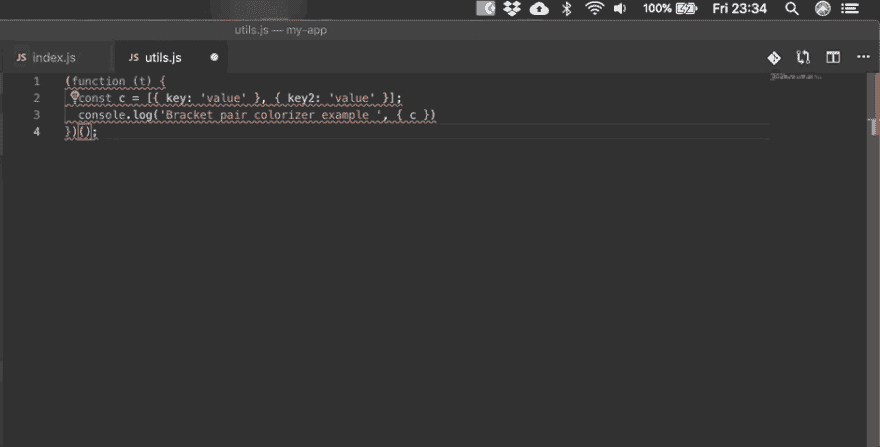 100% Fri 23:34
utils.js — my-app
JS index.js JS utils.js
1 (function (t) {
2 const c = [{ key: 'value' }, { key2: 'value' }];
3 console.log('Bracket pair colorizer example ', { c })
4 })();